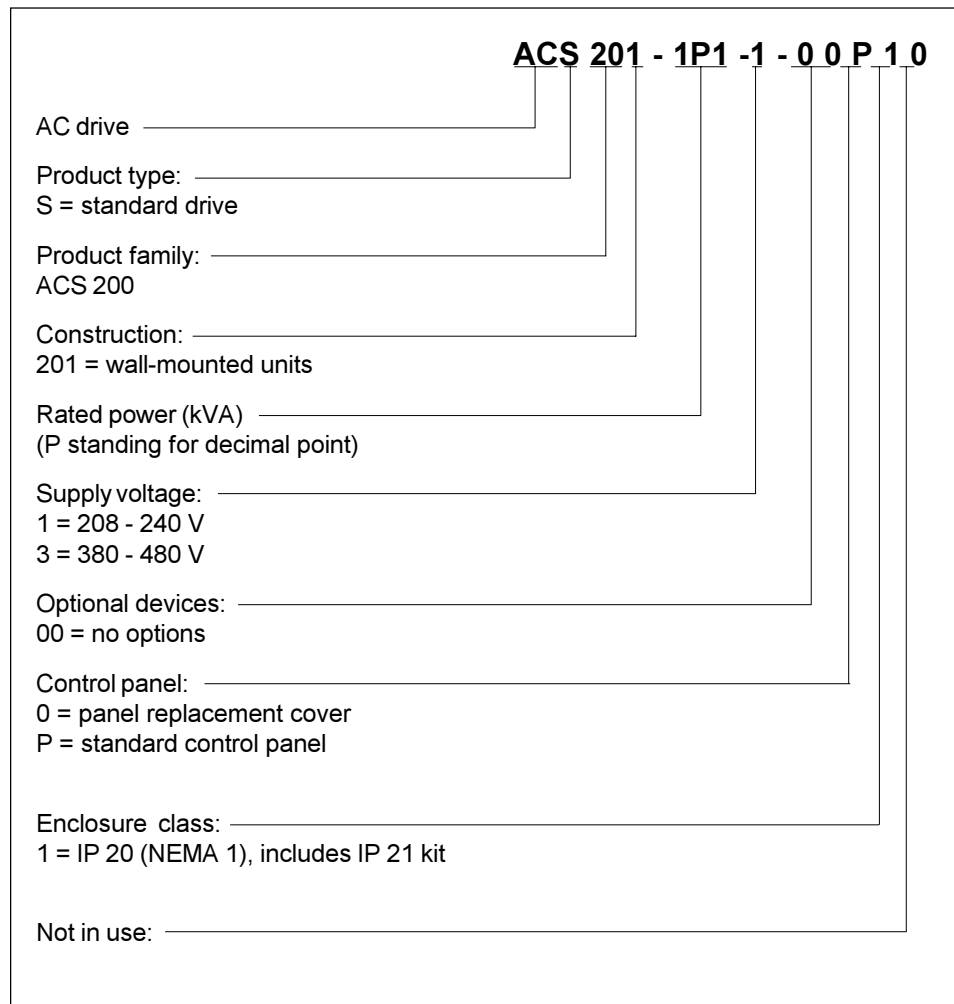 ACS 201 - 1P1 -1 - 0 0 P 1 0
AC drive
Product type:
S = standard drive
Product family:
ACS 200
Construction:
201 = wall-mounted units
Rated power (kVA)
(P standing for decimal point)
Supply voltage:
1 = 208 - 240 V
3 = 380 - 480 V
Optional devices:
00 = no options
Control panel:
0 = panel replacement cover
P = standard control panel
Enclosure class:
1 = IP 20 (NEMA 1), includes IP 21 kit
Not in use: